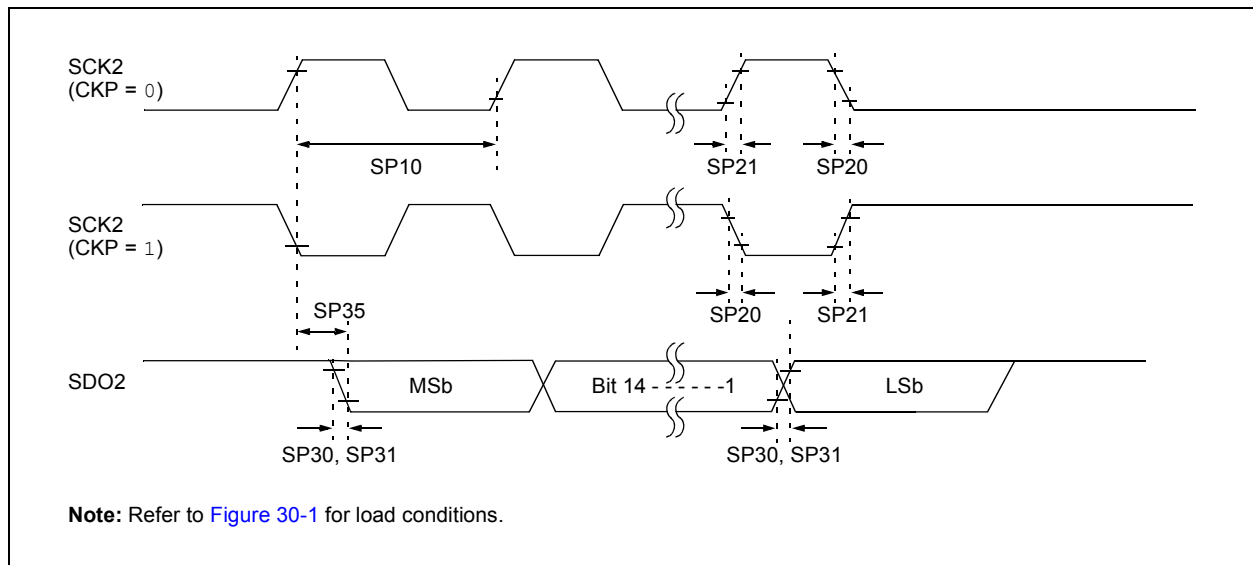 SCK2
(CKP = 0)
SP10
SP21
SP20
SCK2
(CKP = 1)
SP20
SP21
SP35
SDO2
MSb
Bit 14 - - - - - -1
LSb
SP30, SP31
SP30, SP31
Note: Refer to Figure 30-1 for load conditions.